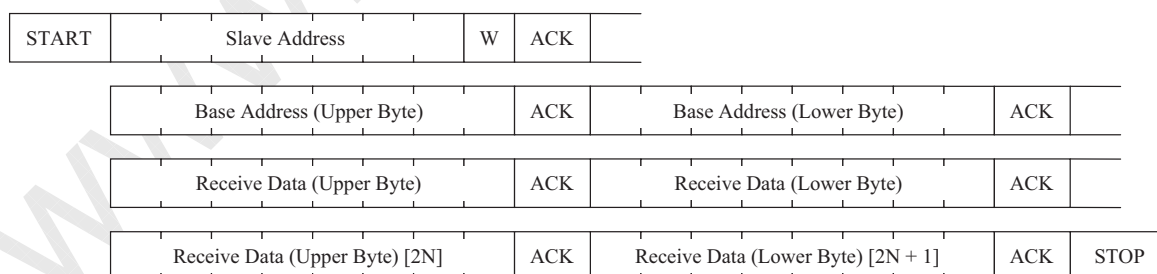 START Slave Address W ACK
Base Address (Upper Byte) ACK Base Address (Lower Byte) ACK
Receive Data (Upper Byte) ACK Receive Data (Lower Byte) ACK
Receive Data (Upper Byte) [2N] ACK Receive Data (Lower Byte) [2N + 1] ACK STOP